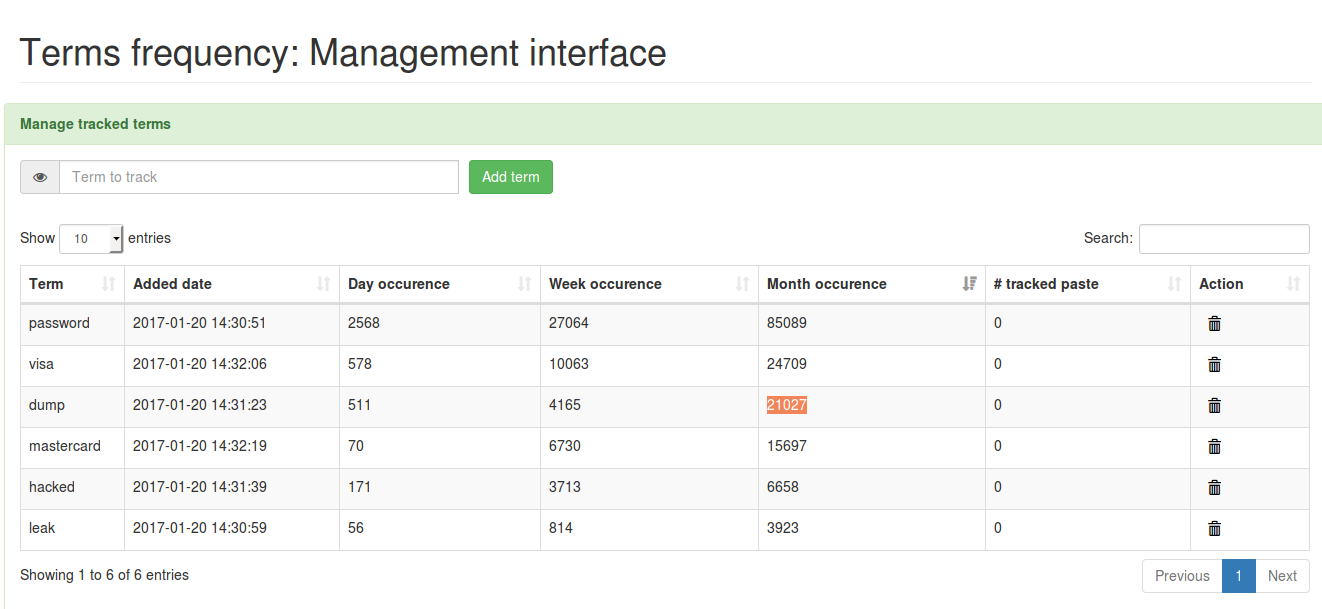 Terms frequency: Management interface
Manage tracked terms
Term to track Add term
Show 10 entries Search:
Term Added date Day occurence Week occurence Month occurence # tracked paste Action
password 2017-01-20 14:30:51 2568 27064 85089 0
visa 2017-01-20 14:32:06 578 10063 24709 0
dump 2017-01-20 14:31:23 511 4165 21027 0
mastercard 2017-01-20 14:32:19 70 6730 15697 0
hacked 2017-01-20 14:31:39 171 3713 6658 0
leak 2017-01-20 14:30:59 56 814 3923 0
Showing 1 to 6 of 6 entries Previous 1 Next